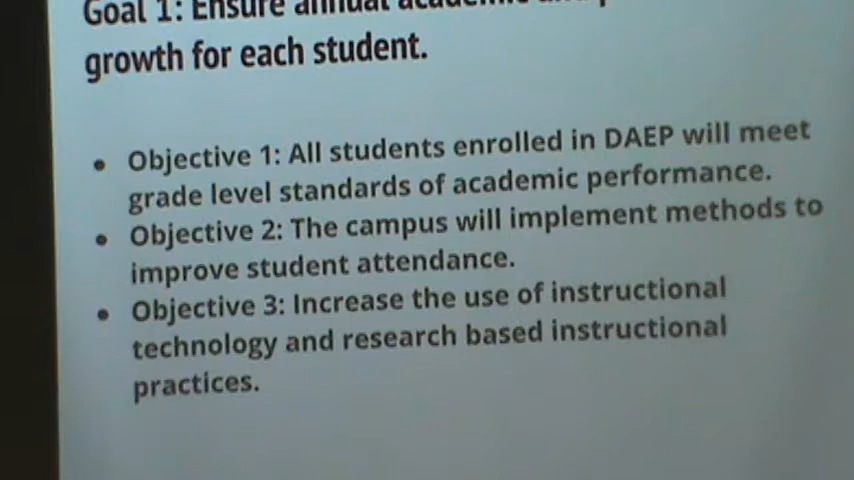 Goal 1: Ensure annual academic
growth for each student.
• Objective 1: All students enrolled in DAEP will meet
grade level standards of academic performance.
• Objective 2: The campus will implement methods to
improve student attendance.
• Objective 3: Increase the use of instructional
technology and research based instructional
practices.